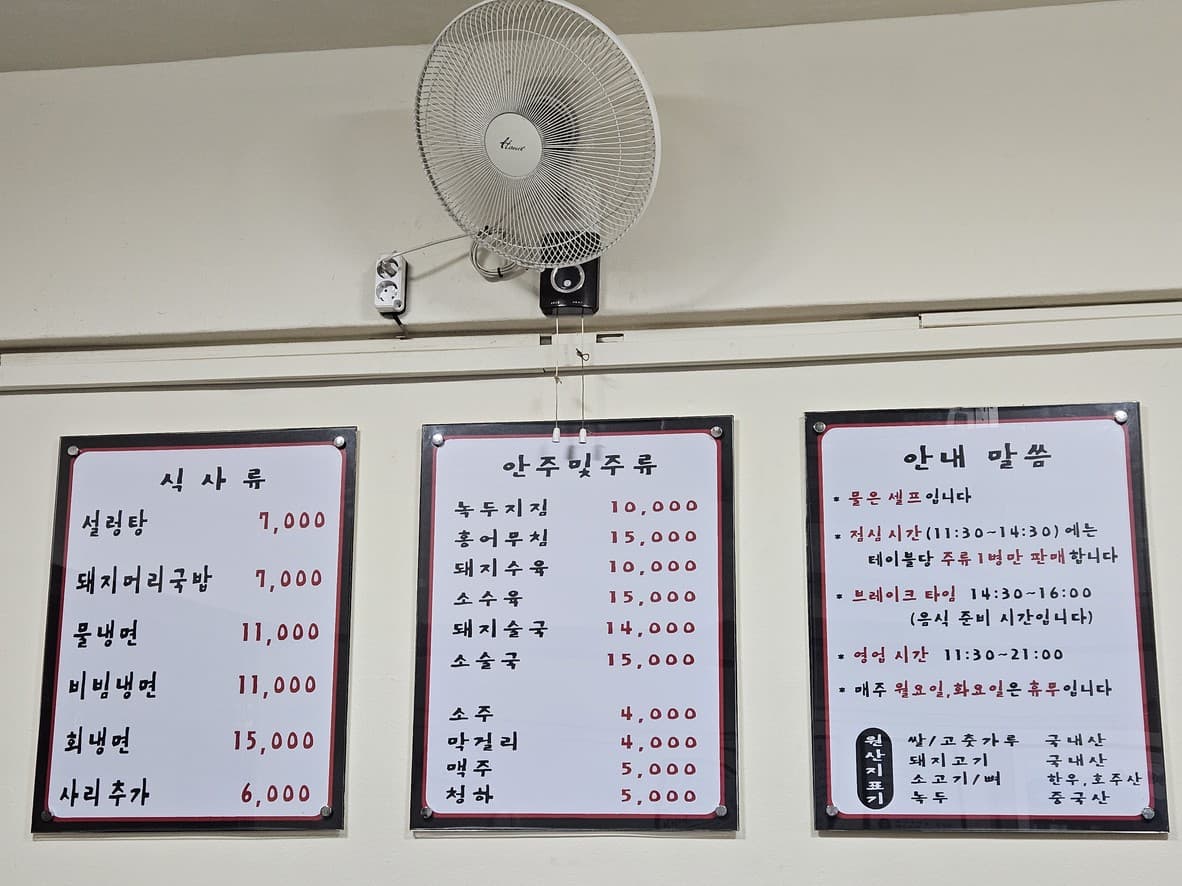 식사류
설렁탕 7,000
돼지머리국밥 7,000
물냉면 11,000
비빔냉면 11,000
회냉면 15,000
사리추가 6,000
안주및주류
녹두지짐 10,000
홍어무침 15,000
돼지수육 10,000
소수육 15,000
돼지술국 14,000
소술국 15,000
소주 4,000
막걸리 4,000
맥주 5,000
청하 5,000
안내 말씀
* 물은 셀프입니다
* 점심시간(11:30~14:30)에는
테이블당 주류1병만 판매합니다
* 브레이크 타임 14:30~16:00
(음식 준비 시간입니다)
* 영업 시간 11:30~21:00
* 매주 월요일,화요일은 휴무입니다
원산지표기
쌀/고춧가루 국내산
돼지고기 국내산
소고기/뼈 한우,호주산
녹두 중국산